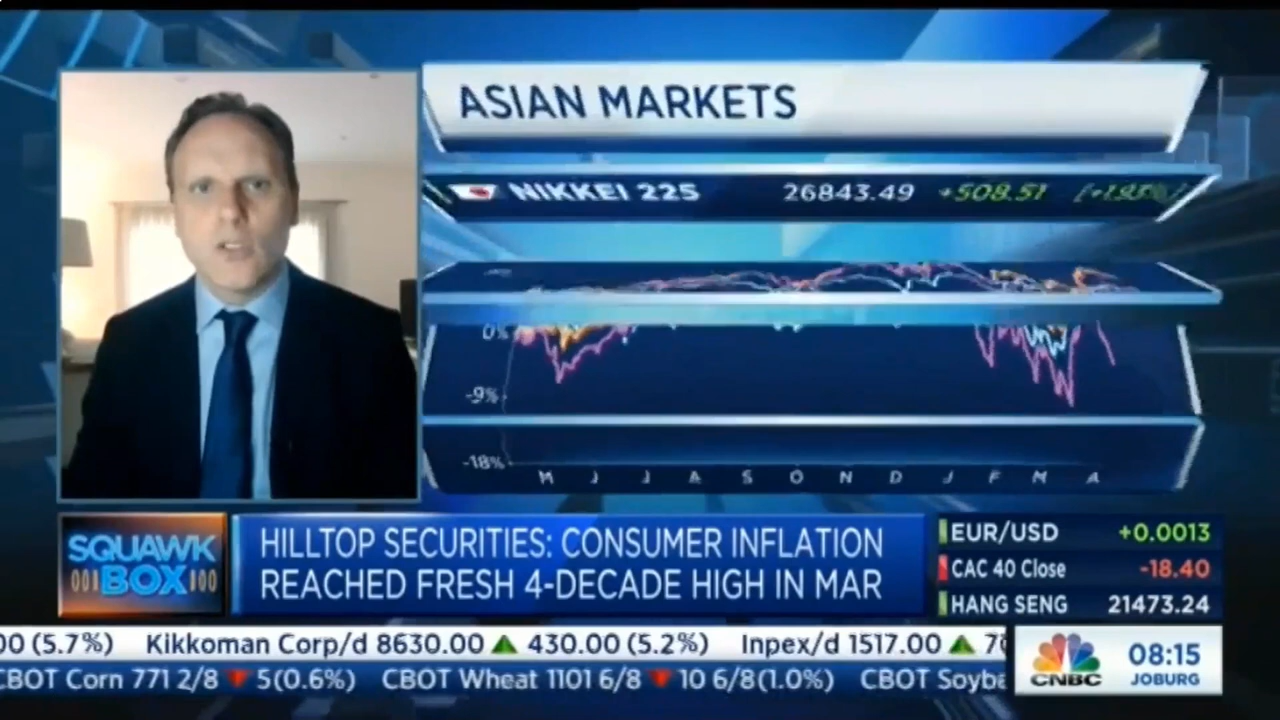 ASIAN MARKETS
NIKKEI 225 26843.49 +508.51
0%
-9%
-18%
M J J A S O N D J F M A
SQUAWK BOX
HILLTOP SECURITIES: CONSUMER INFLATION
REACHED FRESH 4-DECADE HIGH IN MAR
EUR/USD +0.0013
CAC 40 Close -18.40
HANG SENG 21473.24
00 (5.7%) Kikkoman Corp/d 8630.00 ▲ 430.00 (5.2%) Inpex/d 1517.00 ▲
CBOT Corn 771 2/8 ▼ 5(0.6%) CBOT Wheat 1101 6/8 ▼ 10 6/8(1.0%) CBOT Soybe
CNBC
08:15
JOBURG